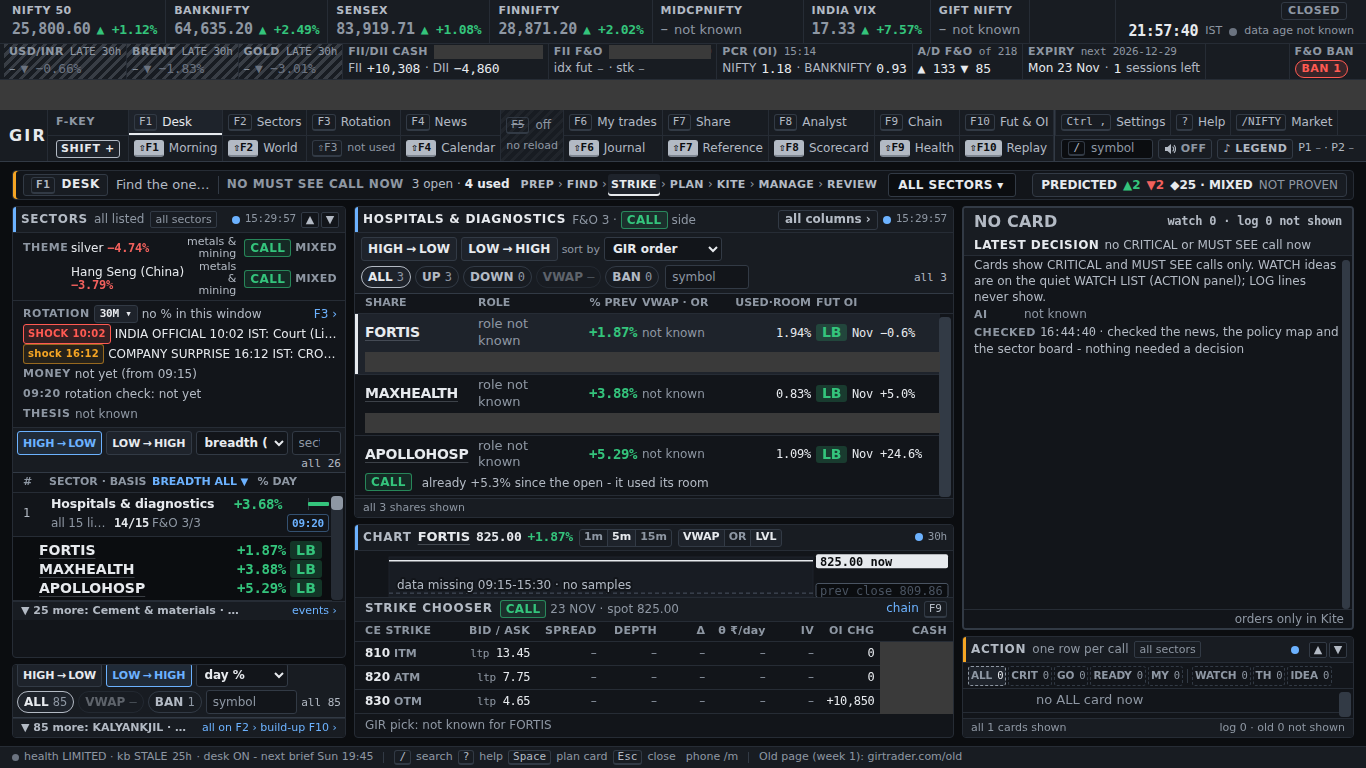 NIFTY 50 BANKNIFTY SENSEX FINNIFTY MIDCPNIFTY INDIA VIX GIFT NIFTY CLOSED
25,800.60 ▲ +1.12% 64,635.20 ▲ +2.49% 83,919.71 ▲ +1.08% 28,871.20 ▲ +2.02% – not known 17.33 ▲ +7.57% – not known 21:57:40 IST data age not known
USD/INR LATE 30h BRENT LATE 30h GOLD LATE 30h FII/DII CASH FII F&O PCR (OI) 15:14 A/D F&O of 218 EXPIRY next 2026-12-29 F&O BAN
– ▼ −0.66% – ▼ −1.83% – ▼ −3.01% FII +10,308 · DII −4,860 idx fut – · stk – NIFTY 1.18 · BANKNIFTY 0.93 ▲ 133 ▼ 85 Mon 23 Nov · 1 sessions left BAN 1
GIR F-KEY F1 Desk F2 Sectors F3 Rotation F4 News F5 off F6 My trades F7 Share F8 Analyst F9 Chain F10 Fut & OI Ctrl , Settings ? Help /NIFTY Market
SHIFT + ⇧F1 Morning ⇧F2 World ⇧F3 not used ⇧F4 Calendar no reload ⇧F6 Journal ⇧F7 Reference ⇧F8 Scorecard ⇧F9 Health ⇧F10 Replay / symbol OFF ♪ LEGEND P1 – · P2 –
F1 DESK Find the one… NO MUST SEE CALL NOW 3 open · 4 used PREP › FIND › STRIKE › PLAN › KITE › MANAGE › REVIEW ALL SECTORS ▾ PREDICTED ▲2 ▼2 ◆25 · MIXED NOT PROVEN
SECTORS all listed all sectors 15:29:57 ▲ ▼
THEME silver −4.74% metals & mining CALL MIXED
Hang Seng (China) −3.79% metals & mining CALL MIXED
ROTATION 30M ▾ no % in this window F3 ›
SHOCK 10:02 INDIA OFFICIAL 10:02 IST: Court (Li…
shock 16:12 COMPANY SURPRISE 16:12 IST: CRO…
MONEY not yet (from 09:15)
09:20 rotation check: not yet
THESIS not known
HIGH→LOW LOW→HIGH breadth ( sect
all 26
# SECTOR · BASIS BREADTH ALL ▼ % DAY
1 Hospitals & diagnostics +3.68%
all 15 li… 14/15 F&O 3/3 09:20
FORTIS +1.87% LB
MAXHEALTH +3.88% LB
APOLLOHOSP +5.29% LB
▼ 25 more: Cement & materials · … events ›
HIGH→LOW LOW→HIGH day %
ALL 85 VWAP – BAN 1 symbol all 85
▼ 85 more: KALYANKJIL · … all on F2 › build-up F10 ›
HOSPITALS & DIAGNOSTICS F&O 3 · CALL side all columns › 15:29:57
HIGH→LOW LOW→HIGH sort by GIR order
ALL 3 UP 3 DOWN 0 VWAP – BAN 0 symbol all 3
SHARE ROLE % PREV VWAP · OR USED·ROOM FUT OI
FORTIS role not known +1.87% not known 1.94% LB Nov −0.6%
MAXHEALTH role not known +3.88% not known 0.83% LB Nov +5.0%
APOLLOHOSP role not known +5.29% not known 1.09% LB Nov +24.6%
CALL already +5.3% since the open - it used its room
all 3 shares shown
CHART FORTIS 825.00 +1.87% 1m 5m 15m VWAP OR LVL 30h
825.00 now
data missing 09:15-15:30 · no samples
prev close 809.86
STRIKE CHOOSER CALL 23 NOV · spot 825.00 chain F9
CE STRIKE BID / ASK SPREAD DEPTH Δ θ ₹/day IV OI CHG CASH
810 ITM ltp 13.45 – – – – – 0
820 ATM ltp 7.75 – – – – – 0
830 OTM ltp 4.65 – – – – – +10,850
GIR pick: not known for FORTIS
NO CARD watch 0 · log 0 not shown
LATEST DECISION no CRITICAL or MUST SEE call now
Cards show CRITICAL and MUST SEE calls only. WATCH ideas
are on the quiet WATCH LIST (ACTION panel); LOG lines
never show.
AI not known
CHECKED 16:44:40 · checked the news, the policy map and
the sector board - nothing needed a decision
orders only in Kite
ACTION one row per call all sectors ▲ ▼
ALL 0 CRIT 0 GO 0 READY 0 MY 0 WATCH 0 TH 0 IDEA 0
no ALL card now
all 1 cards shown log 0 · old 0 not shown
health LIMITED · kb STALE 25h · desk ON - next brief Sun 19:45 / search ? help Space plan card Esc close phone /m Old page (week 1): girtrader.com/old